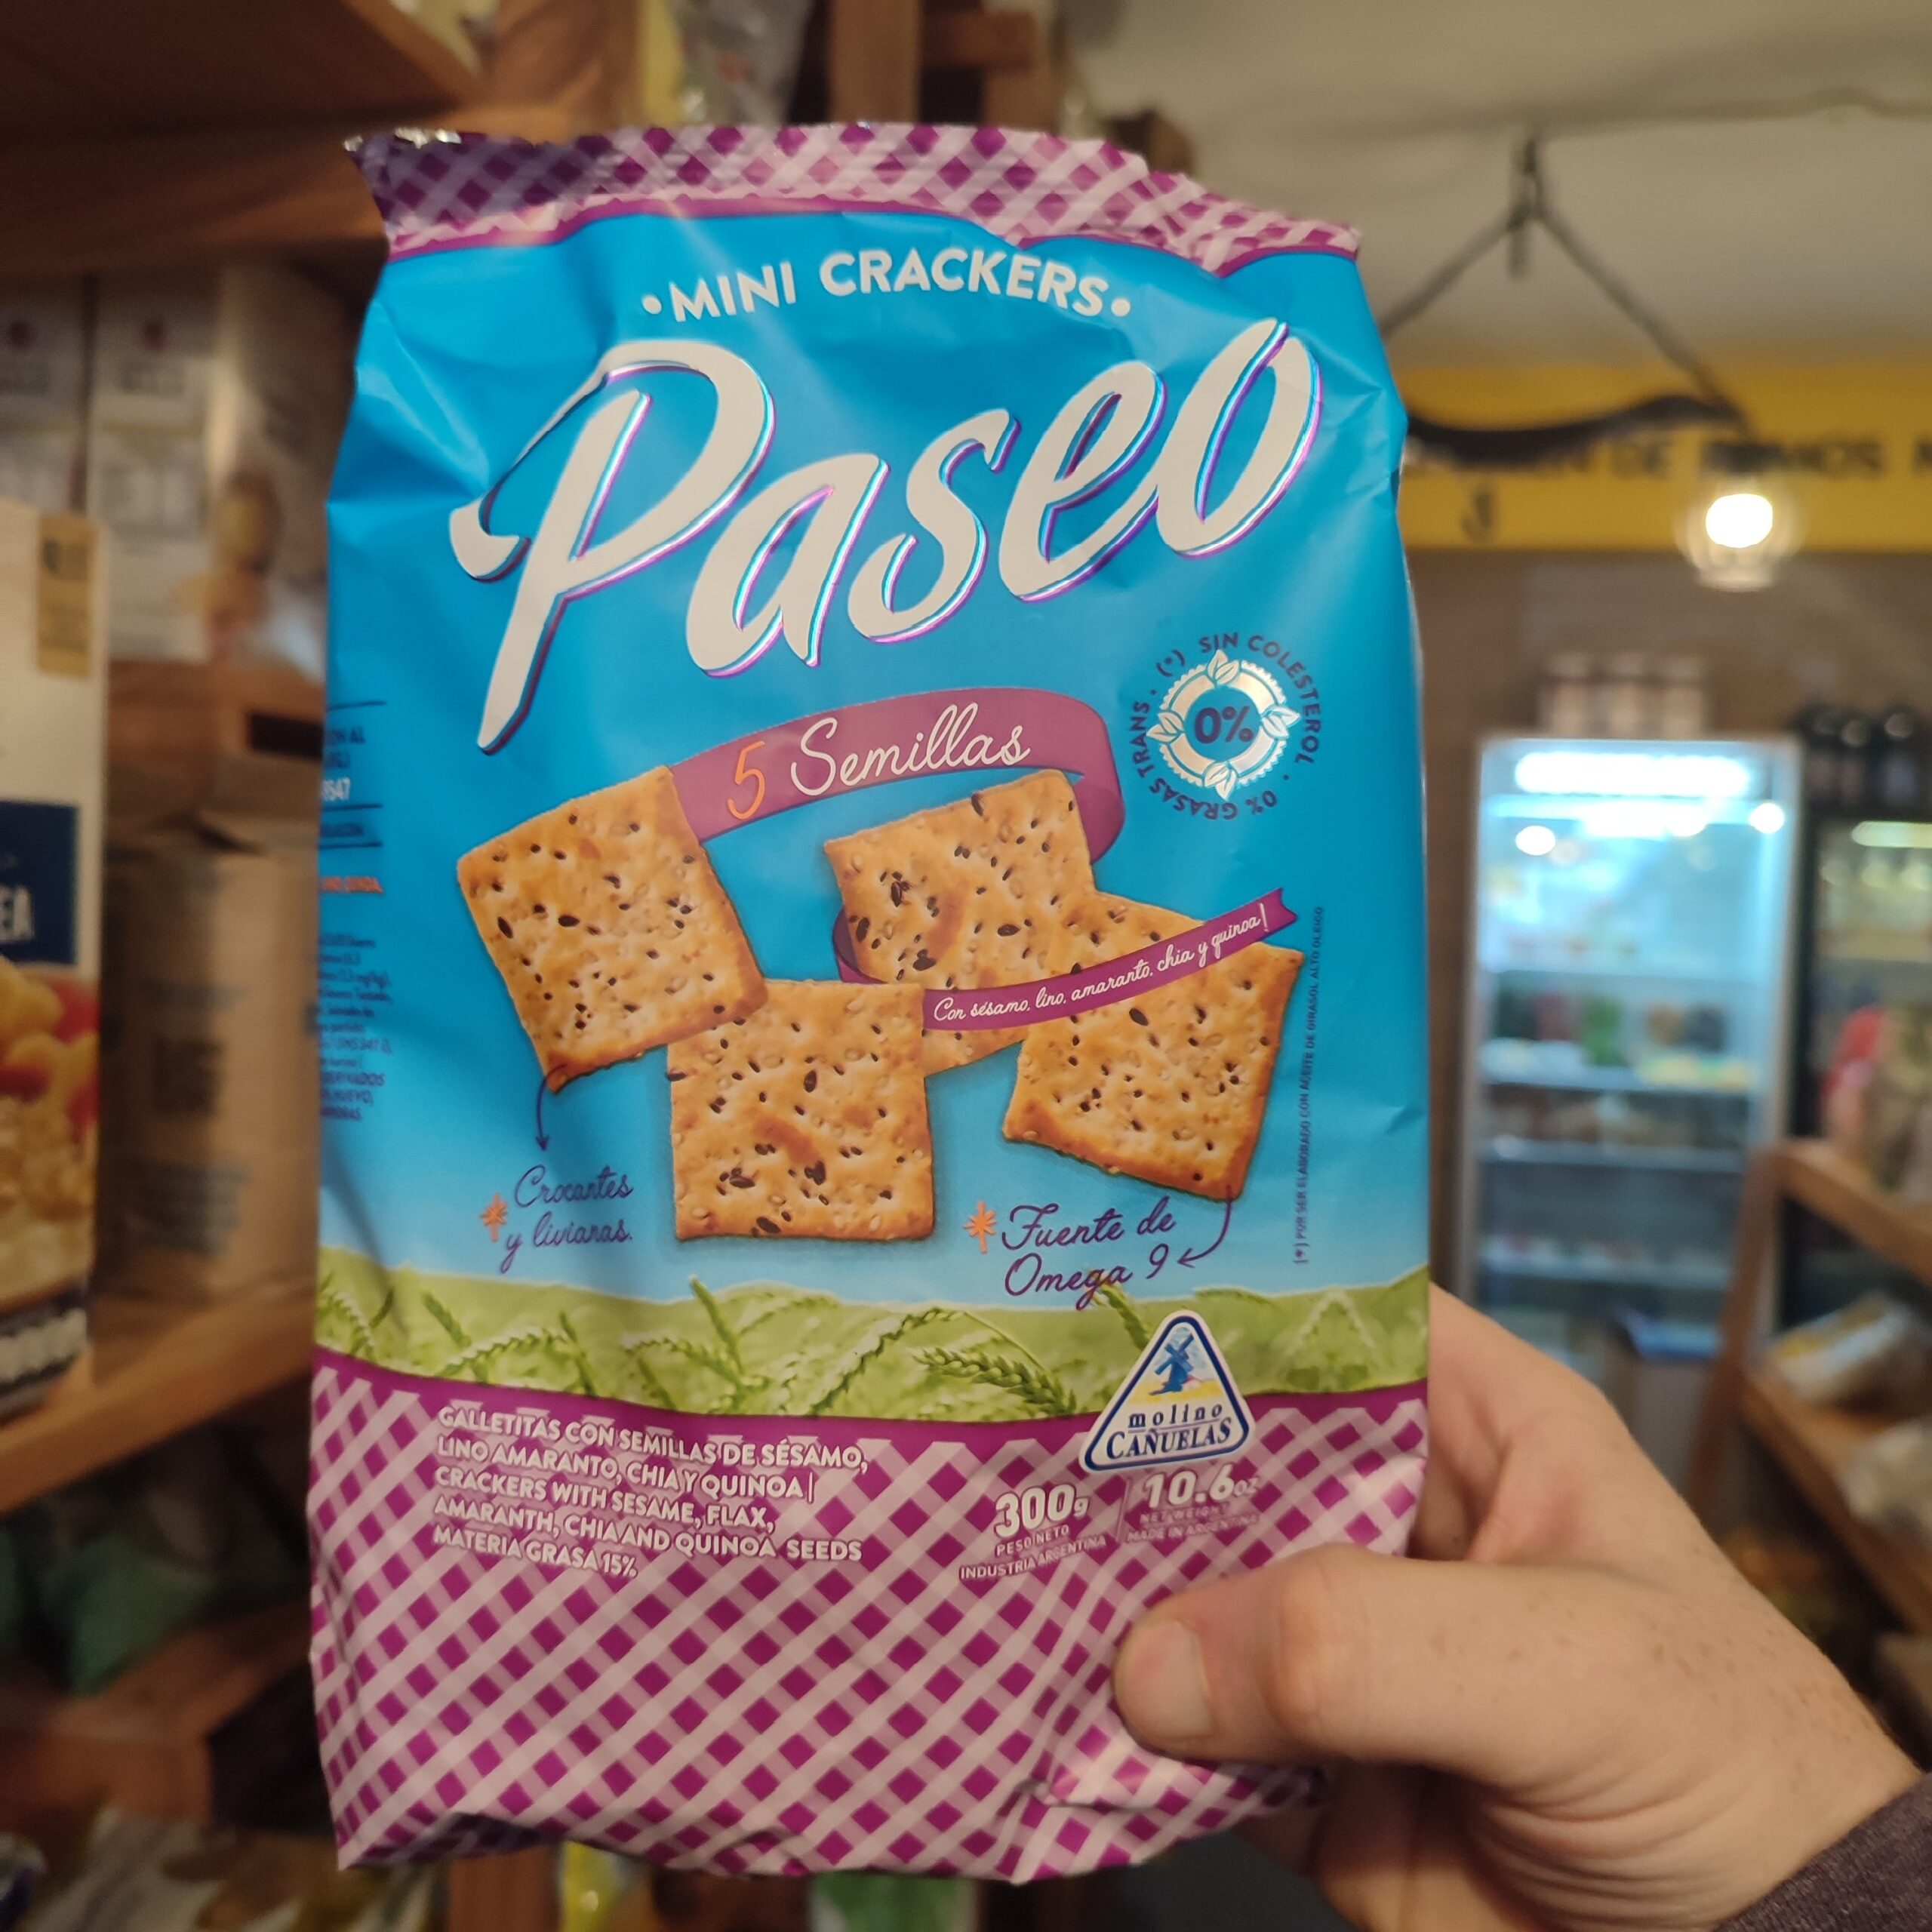 •MINI CRACKERS•
Paseo
5 Semillas
(*) SIN COLESTEROL · 0% GRASAS TRANS.
0%
Con sésamo, lino, amaranto, chia y quinoa|
Crocantes
y livianas.
Fuente de
Omega 9
(*) POR SER ELABORADO CON ACEITE DE GIRASOL ALTO OLEICO
molino
CAÑUELAS
GALLETITAS CON SEMILLAS DE SÉSAMO,
LINO AMARANTO, CHIA Y QUINOA |
CRACKERS WITH SESAME, FLAX,
AMARANTH, CHIA AND QUINOA SEEDS
MATERIA GRASA 15%
300g
PESO NETO
INDUSTRIA ARGENTINA
10.6oz
NET WEIGHT
MADE IN ARGENTINA
DE